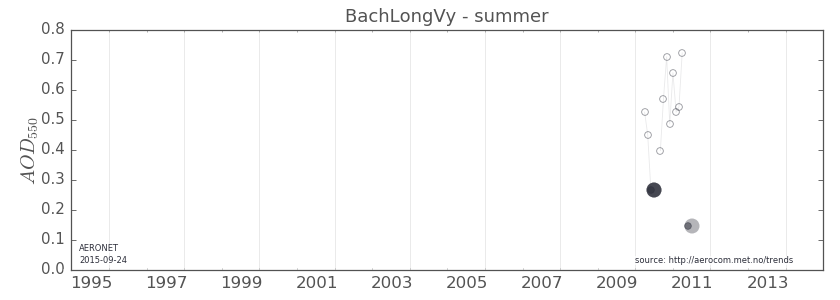 BachLongVy - summer
0.8
0.7
0.6
0.5
0.4
0.3
0.2
0.1
0.0
AOD550
AERONET
2015-09-24
source: http://aerocom.met.no/trends
1995 1997 1999 2001 2003 2005 2007 2009 2011 2013